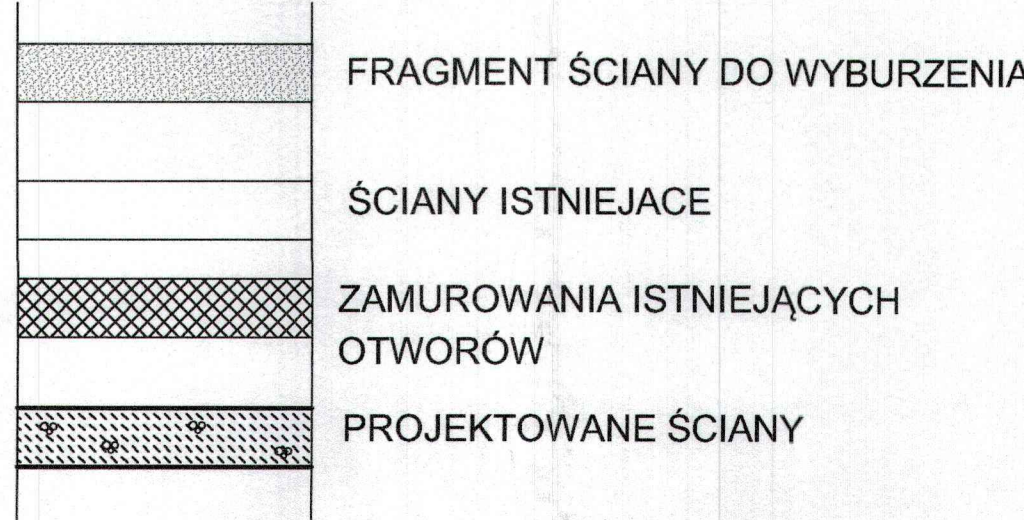 FRAGMENT ŚCIANY DO WYBURZENIA
ŚCIANY ISTNIEJACE
ZAMUROWANIA ISTNIEJĄCYCH
OTWORÓW
PROJEKTOWANE ŚCIANY